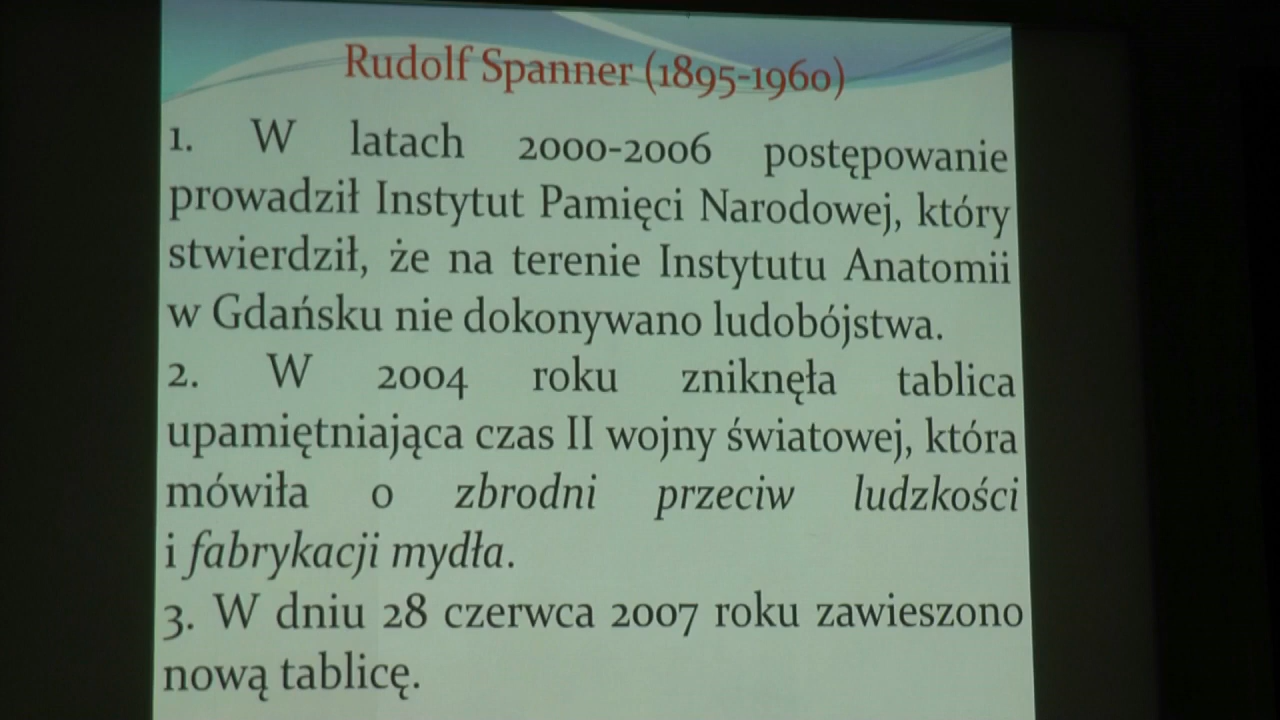 Rudolf Spanner (1895-1960)
1. W latach 2000-2006 postępowanie
prowadził Instytut Pamięci Narodowej, który
stwierdził, że na terenie Instytutu Anatomii
w Gdańsku nie dokonywano ludobójstwa.
2. W 2004 roku zniknęła tablica
upamiętniająca czas II wojny światowej, która
mówiła o zbrodni przeciw ludzkości
i fabrykacji mydła.
3. W dniu 28 czerwca 2007 roku zawieszono
nową tablicę.